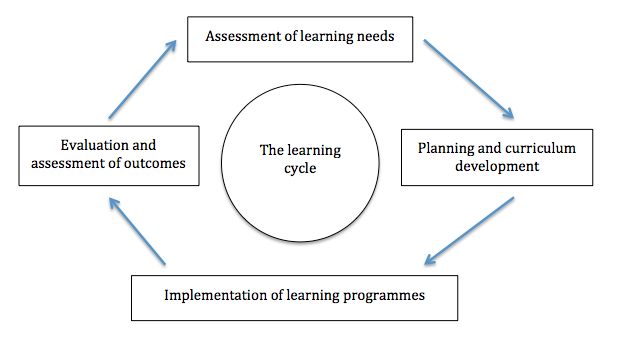 Assessment of learning needs
Evaluation and
assessment of outcomes
The learning
cycle
Planning and curriculum
development
Implementation of learning programmes